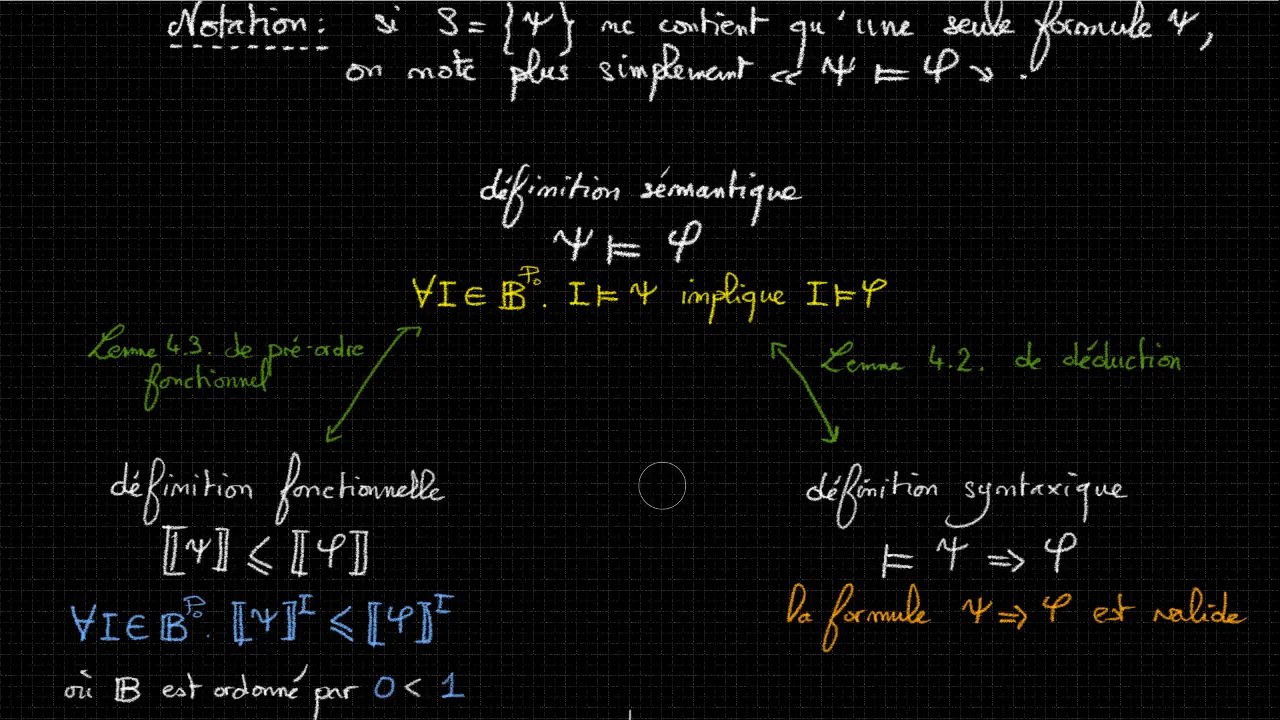 Notation : si S = {Ψ} ne contient qu'une seule formule Ψ,
on note plus simplement « Ψ ⊨ φ » .
définition sémantique
Ψ ⊨ φ
∀I ∈ 𝔹^P₀. I ⊨ Ψ implique I ⊨ φ
Lemme 4.3. de pré-ordre
fonctionnel
Lemme 4.2. de déduction
définition fonctionnelle
⟦Ψ⟧ ⩽ ⟦φ⟧
∀I ∈ 𝔹^P₀. ⟦Ψ⟧^I ⩽ ⟦φ⟧^I
où 𝔹 est ordonné par 0 < 1
définition syntaxique
⊨ Ψ ⇒ φ
la formule Ψ ⇒ φ est valide